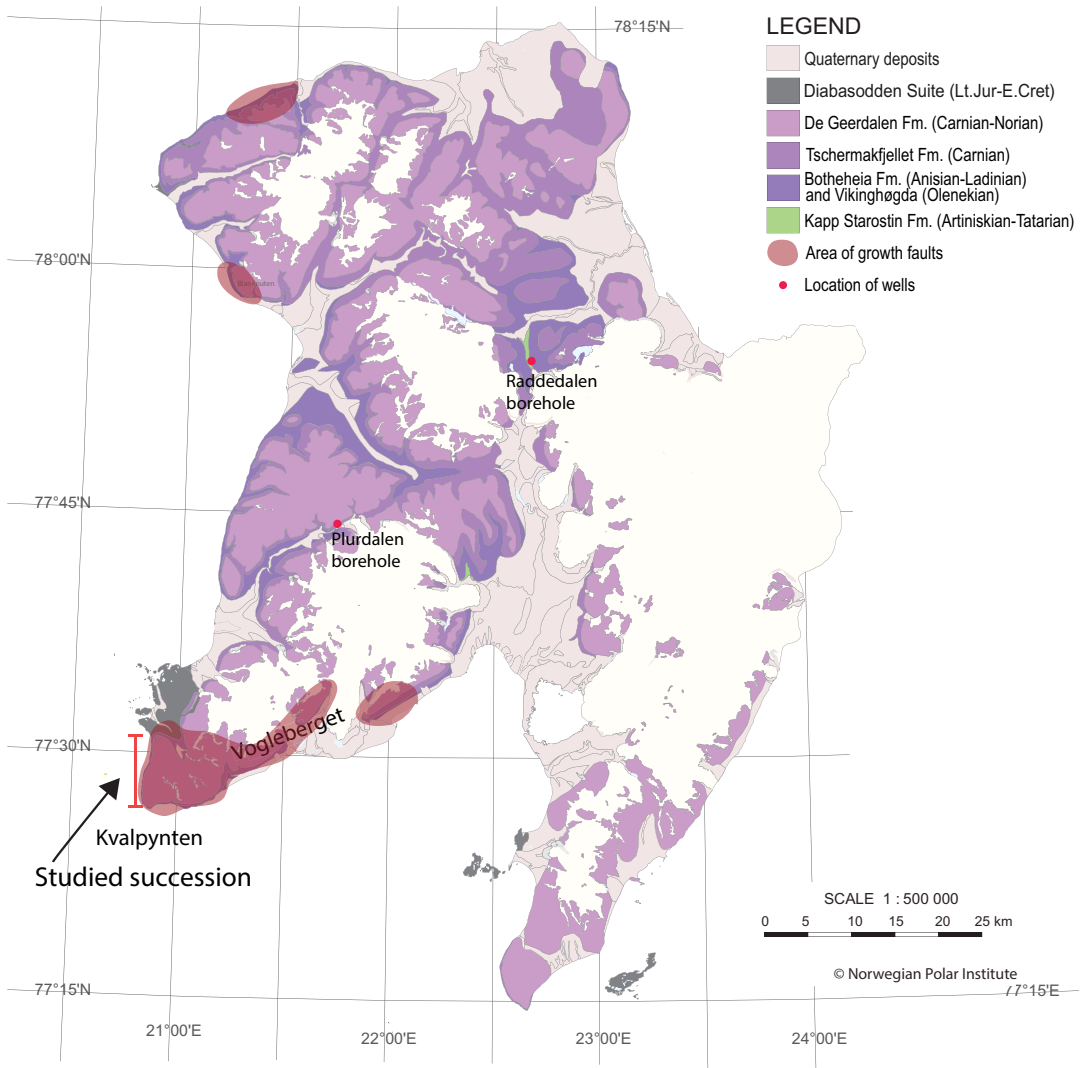 78°15'N
LEGEND
Quaternary deposits
Diabasodden Suite (Lt.Jur-E.Cret)
De Geerdalen Fm. (Carnian-Norian)
Tschermakfjellet Fm. (Carnian)
Botheheia Fm. (Anisian-Ladinian)
and Vikinghøgda (Olenekian)
Kapp Starostin Fm. (Artiniskian-Tatarian)
Area of growth faults
Location of wells
78°00'N
Raddedalen
borehole
77°45'N
Plurdalen
borehole
Vogleberget
77°30'N
Kvalpynten
Studied succession
SCALE 1 : 500 000
0 5 10 15 20 25 km
© Norwegian Polar Institute
77°15'N
77°15'E
21°00'E
22°00'E
23°00'E
24°00'E